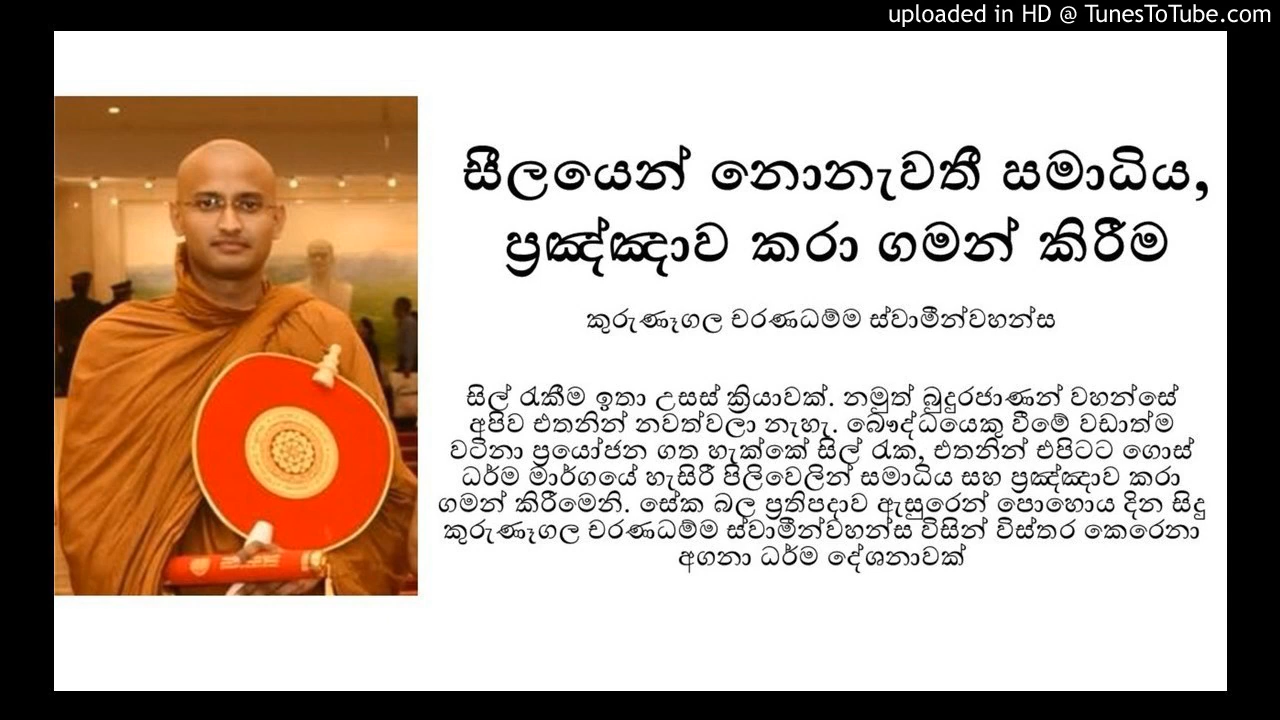 uploaded in HD @ TunesToTube.com
සීලයෙන් නොනැවතී සමාධිය,
ප්‍රඤ්ඤාව කරා ගමන් කිරීම
කුරුණෑගල චරණධම්ම ස්වාමීන්වහන්ස
සිල් රැකීම ඉතා උසස් ක්‍රියාවක්. නමුත් බුදුරජාණන් වහන්සේ
අපිව එතනින් නවත්වලා නැහැ. බෞද්ධයෙකු වීමේ වඩාත්ම
වටිනා ප්‍රයෝජන ගත හැක්කේ සිල් රැක, එතනින් එපිටට ගොස්
ධර්ම මාර්ගයේ හැසිරී පිලිවෙලින් සමාධිය සහ ප්‍රඤ්ඤාව කරා
ගමන් කිරීමෙනි. සේක බල ප්‍රතිපදාව ඇසුරෙන් පොහොය දින සිදු
කුරුණෑගල චරණධම්ම ස්වාමීන්වහන්ස විසින් විස්තර කෙරෙනා
අගනා ධර්ම දේශනාවක්